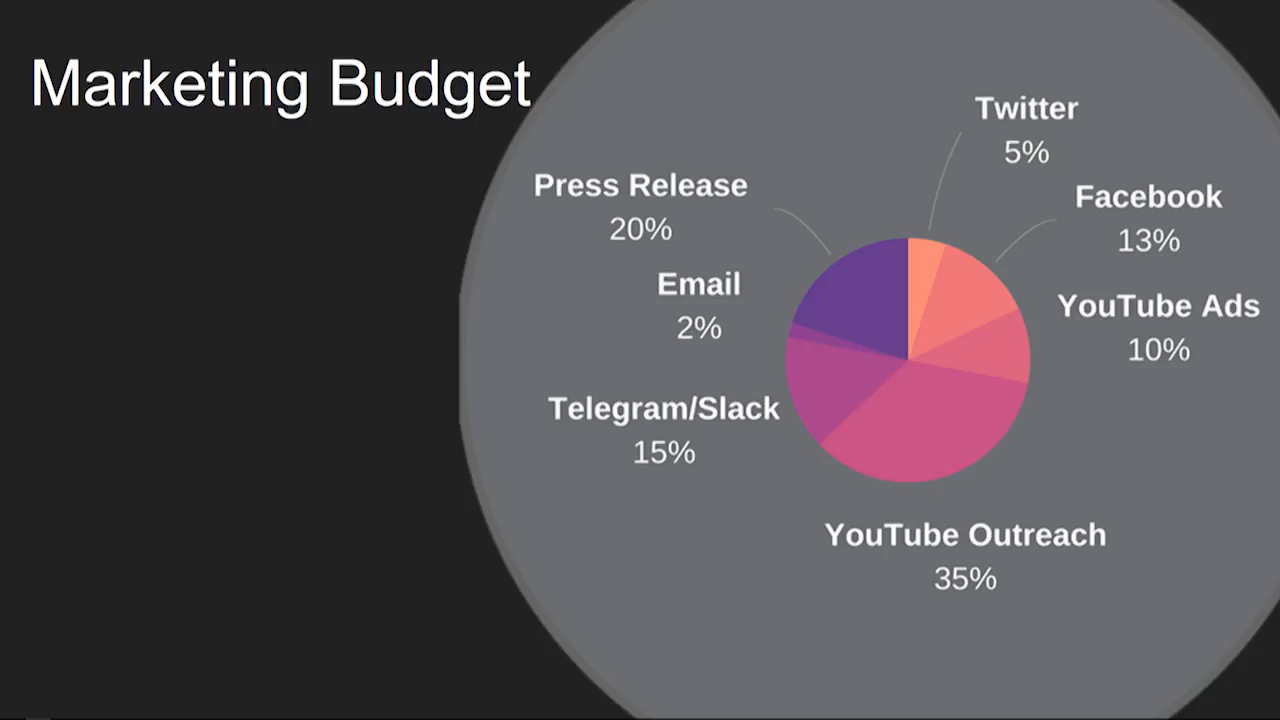 Marketing Budget
Twitter
5%
Press Release
20%
Facebook
13%
Email
2%
YouTube Ads
10%
Telegram/Slack
15%
YouTube Outreach
35%